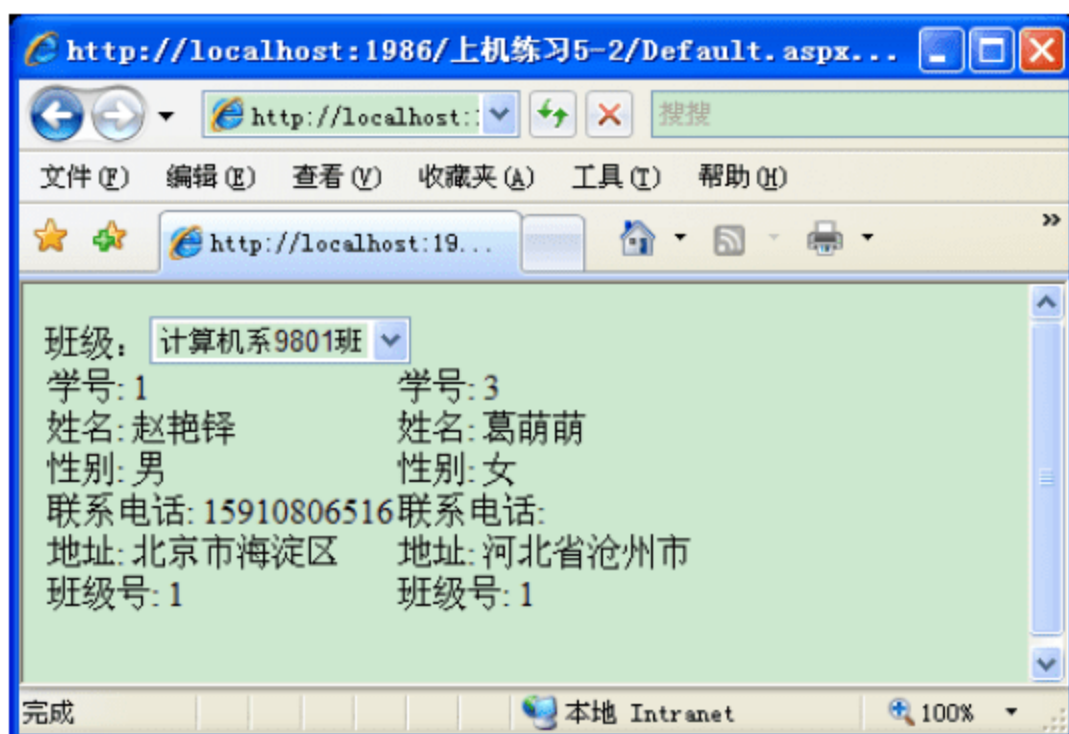 http://localhost:1986/上机练习5-2/Default.aspx...
http://localhost:
搜搜
文件(F) 编辑(E) 查看(V) 收藏夹(A) 工具(T) 帮助(H)
http://localhost:19... »
班级： 计算机系9801班
学号: 1 学号: 3
姓名: 赵艳铎 姓名: 葛萌萌
性别: 男 性别: 女
联系电话: 15910806516 联系电话:
地址: 北京市海淀区 地址: 河北省沧州市
班级号: 1 班级号: 1
完成 本地 Intranet 100%